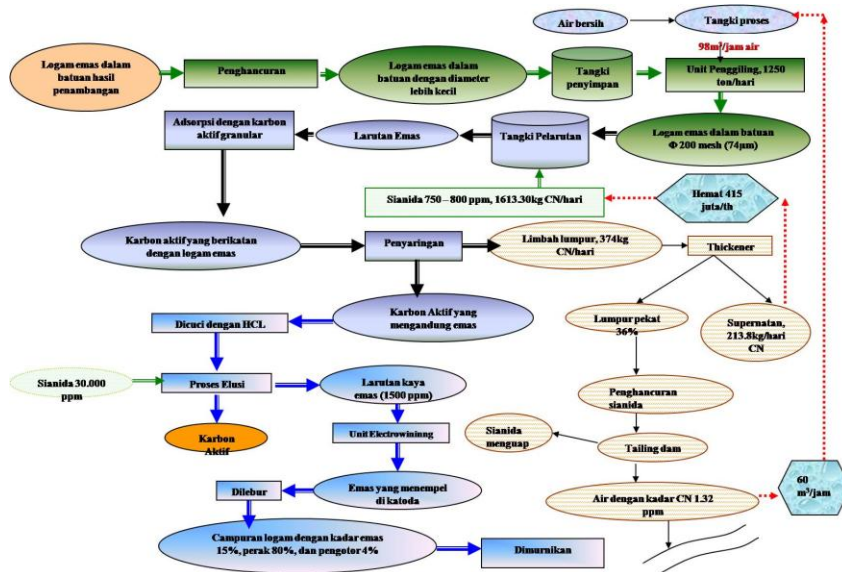 Air bersih
Tangki proses
98m³/jam air
Logam emas dalam
batuan hasil
penambangan
Penghancuran
Logam emas dalam
batuan dengan diameter
lebih kecil
Tangki
penyimpan
Unit Penggiling, 1250
ton/hari
Adsorpsi dengan karbon
aktif granular
Larutan Emas
Tangki Pelarutan
Logam emas dalam batuan
Φ 200 mesh (74µm)
Sianida 750 – 800 ppm, 1613.30kg CN/hari
Hemat 415
juta/th
Karbon aktif yang berikatan
dengan logam emas
Penyaringan
Limbah lumpur, 374kg
CN/hari
Thickener
Karbon Aktif yang
mengandung emas
Dicuci dengan HCL
Lumpur pekat
36%
Supernatan,
213.8kg/hari
CN
Sianida 30.000
ppm
Proses Elusi
Larutan kaya
emas (1500 ppm)
Penghancuran
sianida
Karbon
Aktif
Unit Electrowining
Sianida
menguap
Tailing dam
Dilebur
Emas yang menempel
di katoda
Air dengan kadar CN 1.32
ppm
60
m³/jam
Campuran logam dengan kadar emas
15%, perak 80%, dan pengotor 4%
Dimurnikan